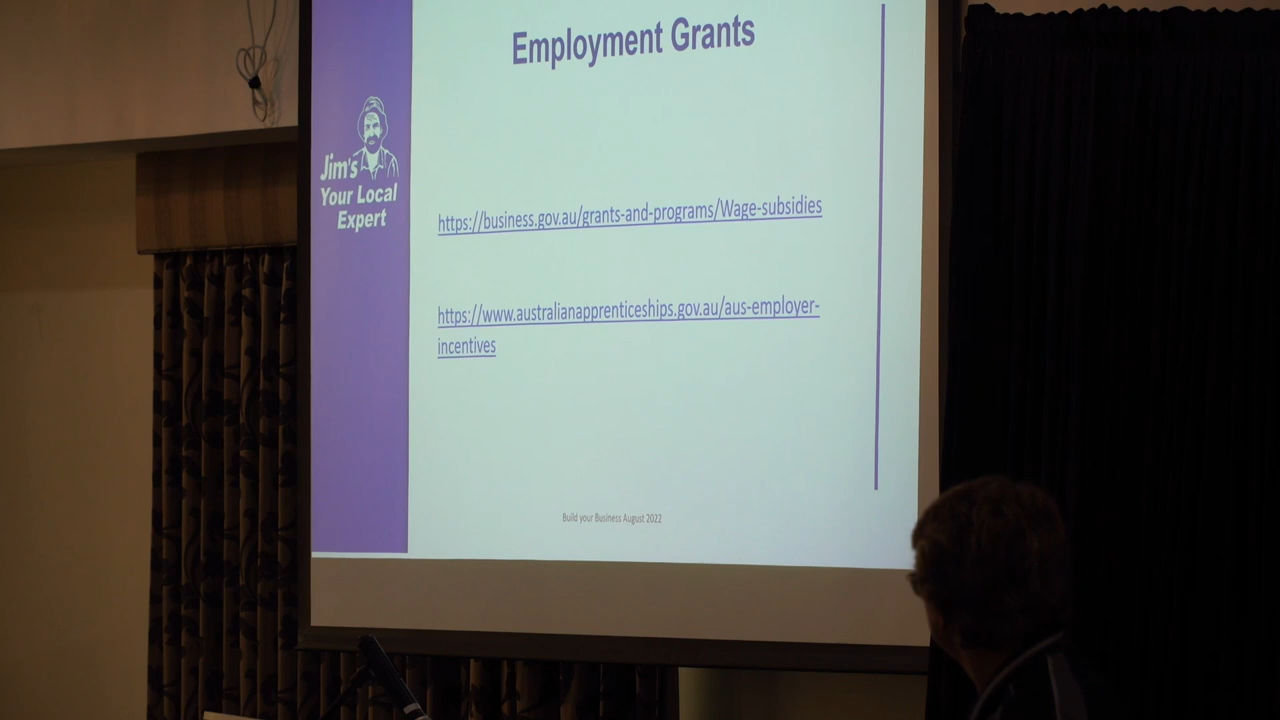 Employment Grants
Jim's
Your Local
Expert
https://business.gov.au/grants-and-programs/Wage-subsidies
https://www.australianapprenticeships.gov.au/aus-employer-
incentives
Build your Business August 2022